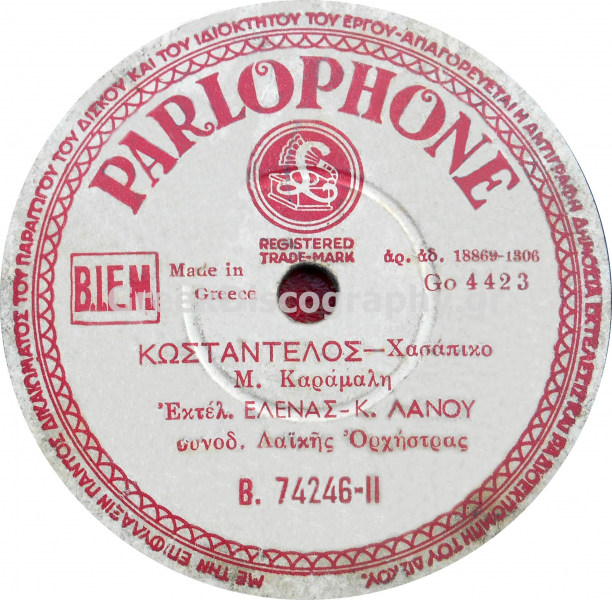 ΜΕ ΤΗΝ ΕΠΙΦΥΛΑΞΙΝ ΠΑΝΤΟΣ ΔΙΚΑΙΩΜΑΤΟΣ ΤΟΥ ΠΑΡΑΓΩΓΟΥ ΤΟΥ ΔΙΣΚΟΥ ΚΑΙ ΤΟΥ ΙΔΙΟΚΤΗΤΟΥ ΤΟΥ ΕΡΓΟΥ-ΑΠΑΓΟΡΕΥΕΤΑΙ Η ΑΝΤΙΓΡΑΦΗ ΔΗΜΟΣΙΑ ΕΚΤΕΛΕΣΙΣ ΚΑΙ ΡΑΔΙΟΕΚΠΟΜΠΗ ΤΟΥ ΔΙΣΚΟΥ.
PARLOPHONE
REGISTERED
TRADE-MARK
B.I.E.M.
Made in
Greece
ἀρ. ἀδ. 18869-1306
Go 4423
greekdiscography.gr
ΚΩΣΤΑΝΤΕΛΟΣ—Χασάπικο
Μ. Καράμαλη
Ἐκτέλ. ΕΛΕΝΑΣ-Κ. ΛΑΝΟΥ
συνοδ. Λαϊκῆς Ὀρχήστρας
B. 74246-II